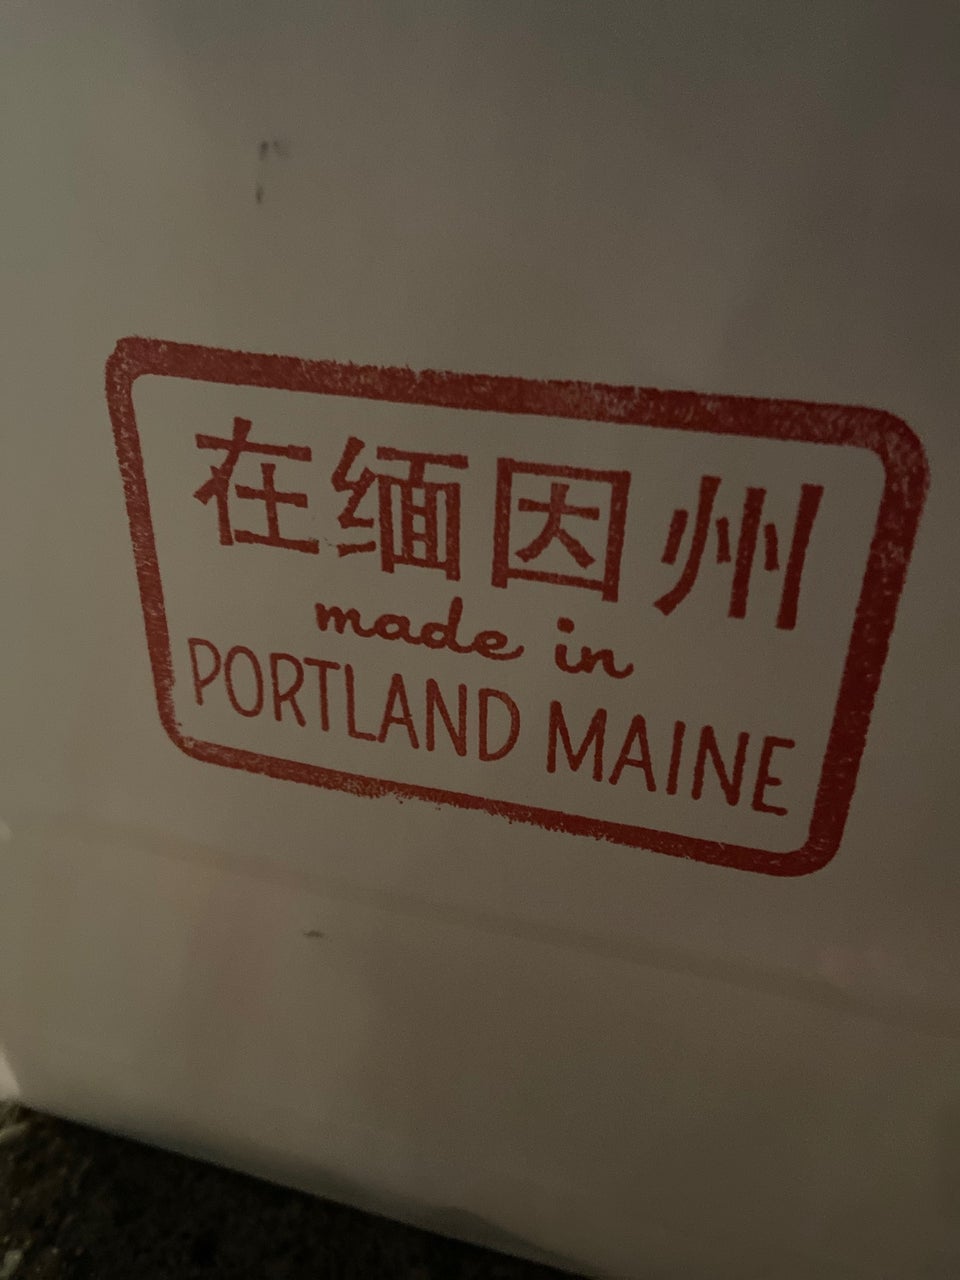 在缅因州
made in
PORTLAND MAINE